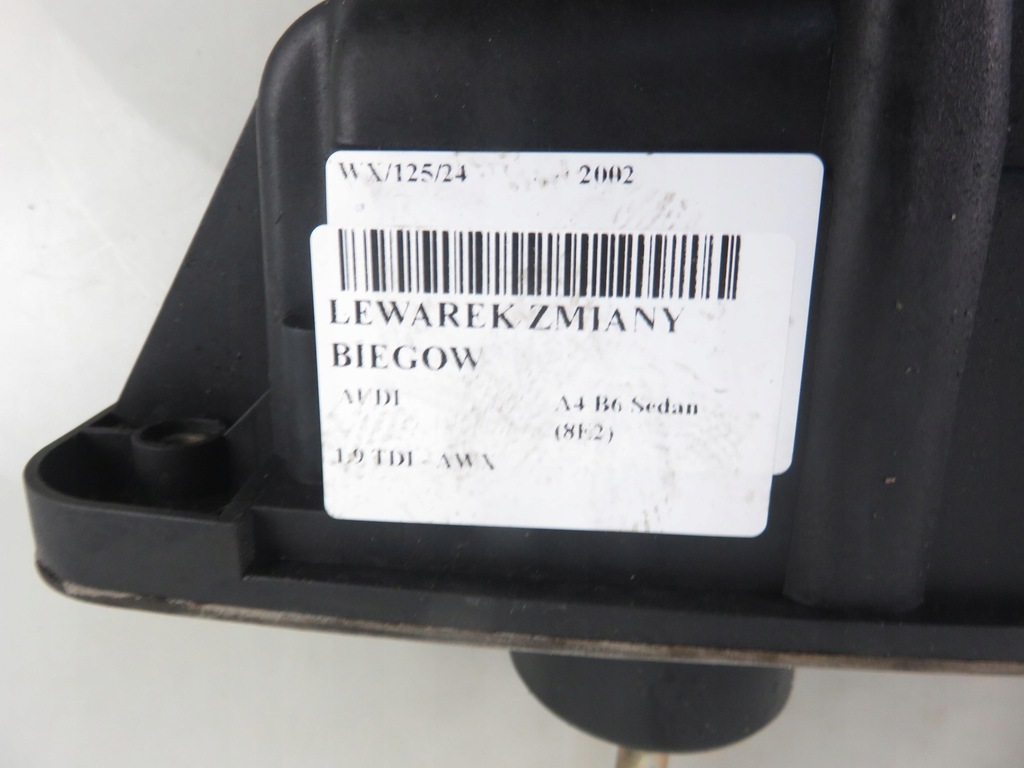 WX/125/24 2002
LEWAREK ZMIANY
BIEGOW
AUDI A4 B6 Sedan
(8E2)
1.9 TDI - AWX